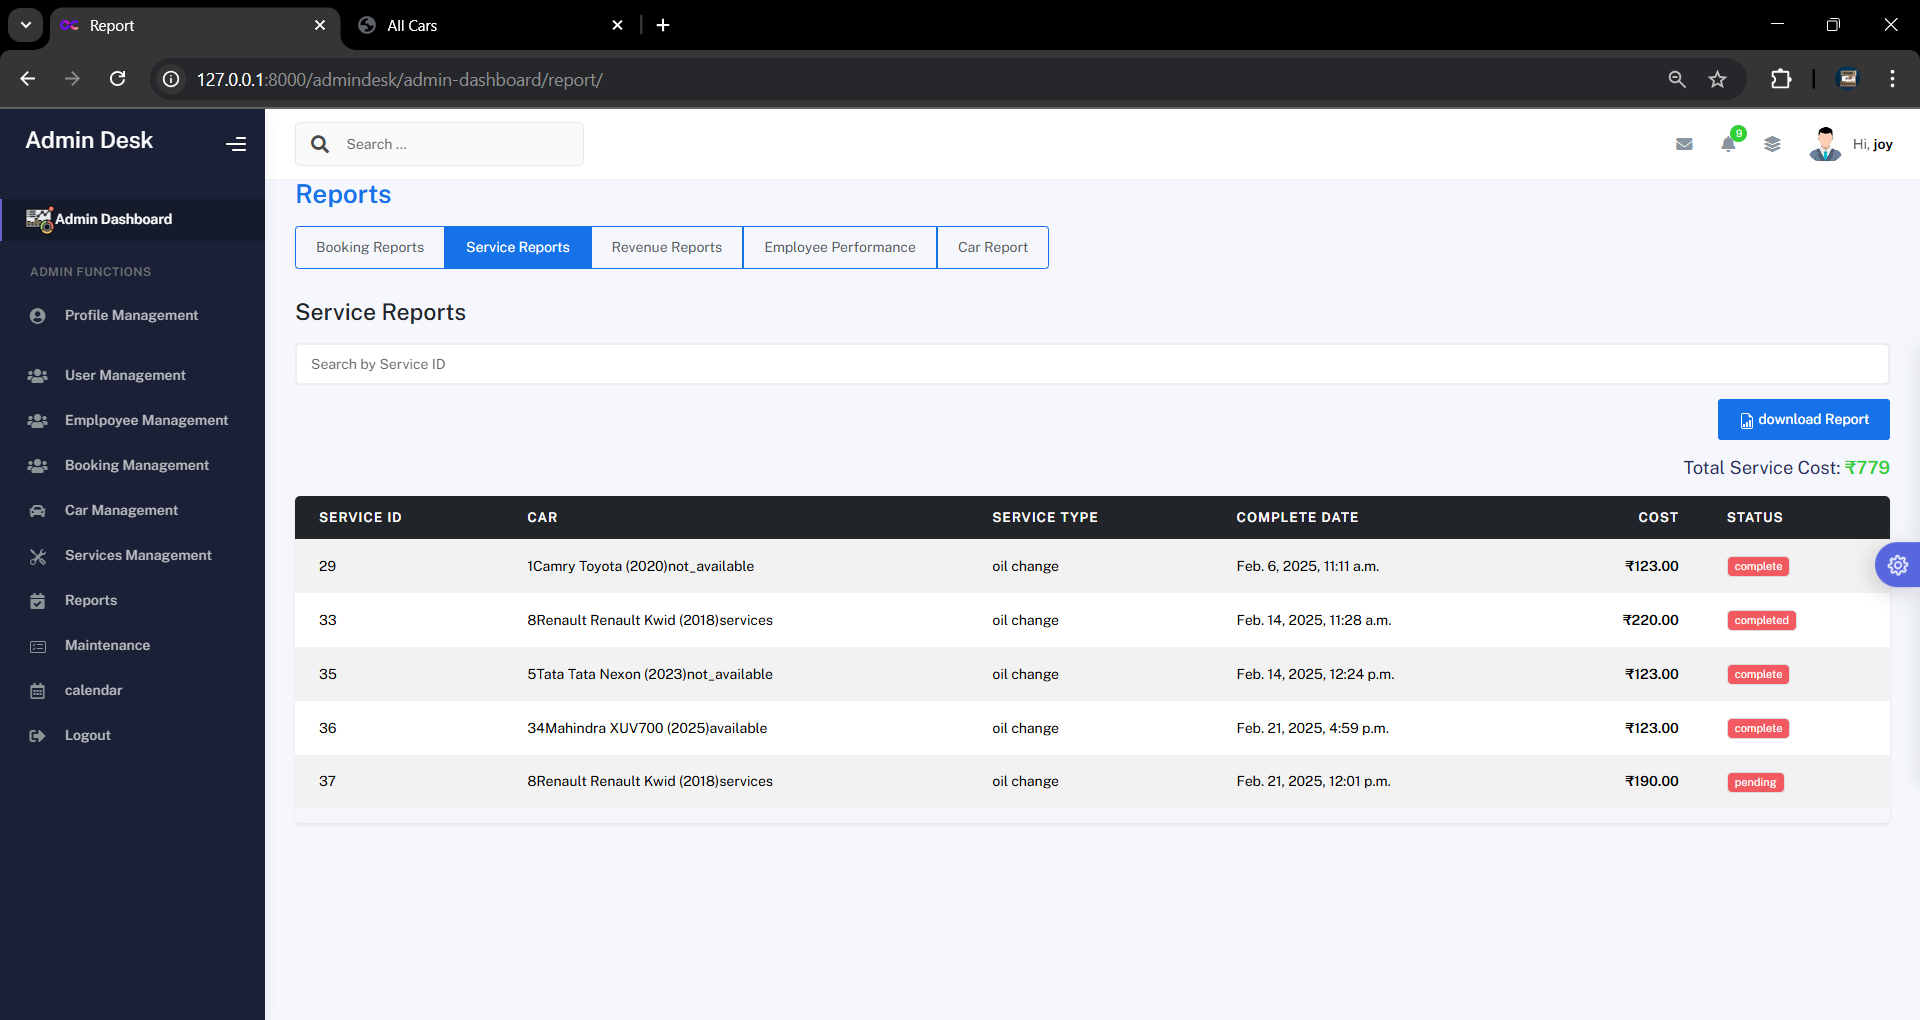 Report
All Cars
127.0.0.1:8000/admindesk/admin-dashboard/report/
Admin Desk
Search ...
9
Hi, joy
Admin Dashboard
ADMIN FUNCTIONS
Profile Management
User Management
Emplpoyee Management
Booking Management
Car Management
Services Management
Reports
Maintenance
calendar
Logout
Reports
Booking Reports Service Reports Revenue Reports Employee Performance Car Report
Service Reports
Search by Service ID
download Report
Total Service Cost: ₹779
SERVICE ID CAR SERVICE TYPE COMPLETE DATE COST STATUS
29 1Camry Toyota (2020)not_available oil change Feb. 6, 2025, 11:11 a.m. ₹123.00 complete
33 8Renault Renault Kwid (2018)services oil change Feb. 14, 2025, 11:28 a.m. ₹220.00 completed
35 5Tata Tata Nexon (2023)not_available oil change Feb. 14, 2025, 12:24 p.m. ₹123.00 complete
36 34Mahindra XUV700 (2025)available oil change Feb. 21, 2025, 4:59 p.m. ₹123.00 complete
37 8Renault Renault Kwid (2018)services oil change Feb. 21, 2025, 12:01 p.m. ₹190.00 pending